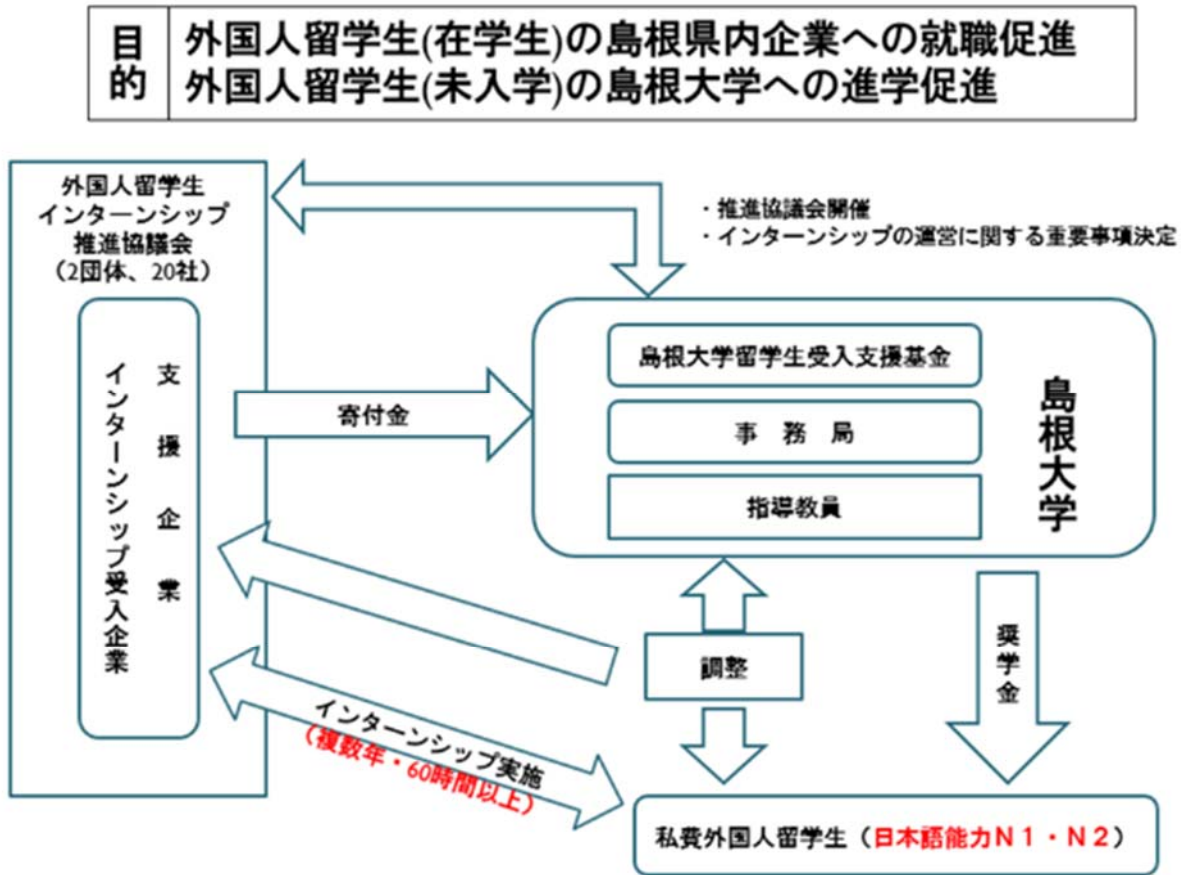 目的
外国人留学生(在学生)の島根県内企業への就職促進
外国人留学生(未入学)の島根大学への進学促進
外国人留学生
インターンシップ
推進協議会
（2団体、20社）
・推進協議会開催
・インターンシップの運営に関する重要事項決定
支援企業
インターンシップ受入企業
寄付金
島根大学留学生受入支援基金
事　務　局
指導教員
島根大学
調整
奨学金
インターンシップ実施
（複数年・60時間以上）
私費外国人留学生（日本語能力Ｎ１・Ｎ２）